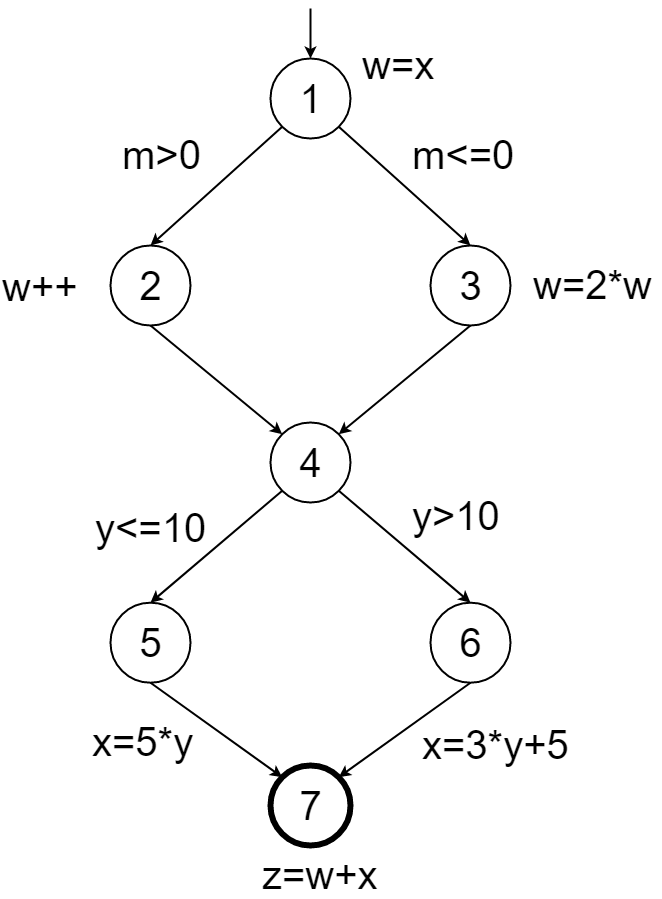 1
w=x
m>0
m<=0
w++
2
3
w=2*w
4
y<=10
y>10
5
6
x=5*y
x=3*y+5
7
z=w+x